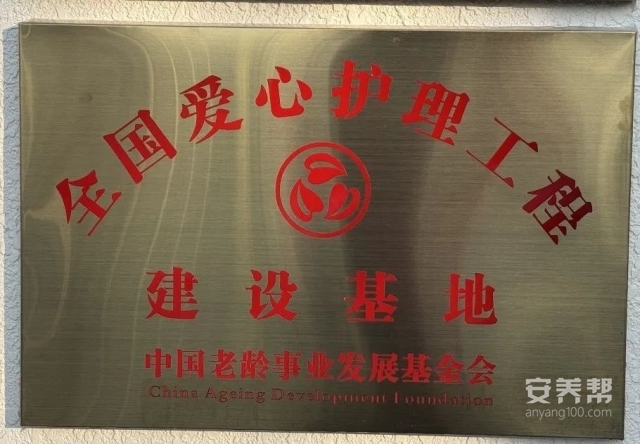 全国爱心护理工程
建设基地
中国老龄事业发展基金会
China Ageing Development Foundation
安养帮
anyang100.com